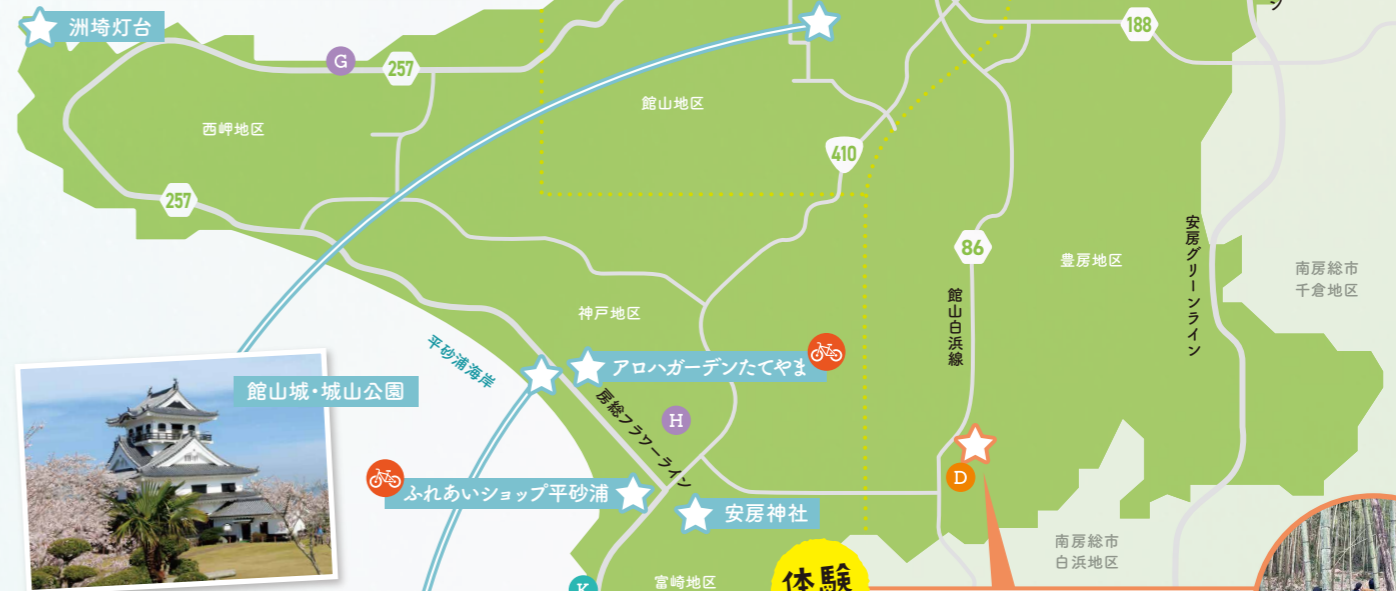 洲埼灯台
188
G
257
館山地区
西岬地区
410
257
86
豊房地区
安房グリーンライン
南房総市
千倉地区
館山白浜線
神戸地区
平砂浦海岸
アロハガーデンたてやま
館山城・城山公園
房総フラワーライン
H
D
ふれあいショップ平砂浦
安房神社
南房総市
白浜地区
富崎地区
K
体験